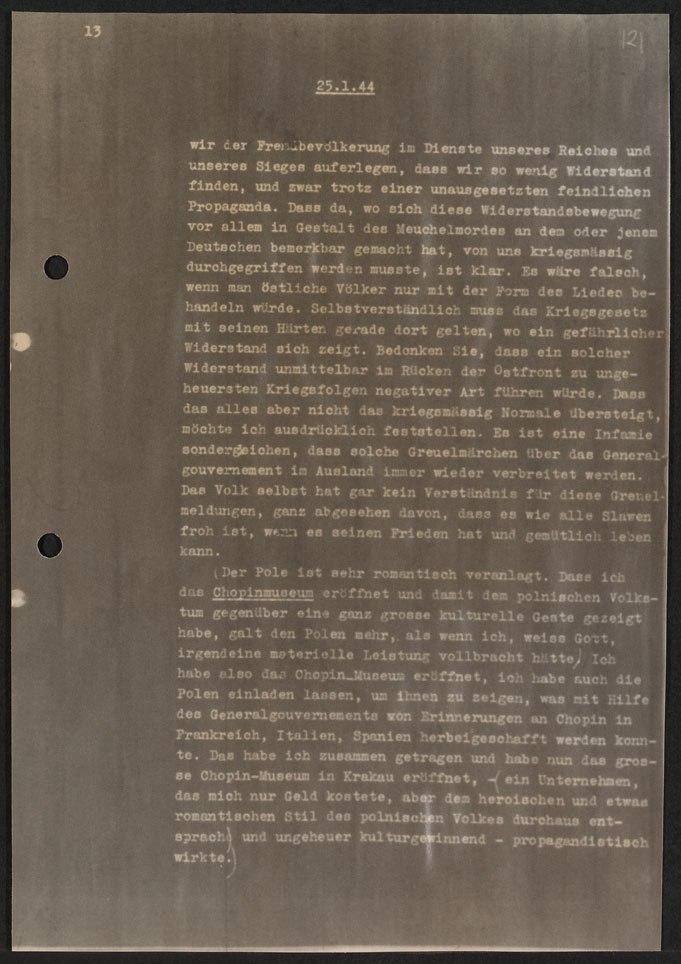 13
12
25.1.44
wir der Fremdbevölkerung im Dienste unseres Reiches und
unseres Sieges auferlegen, dass wir so wenig Widerstand
finden, und zwar trotz einer unausgesetzten feindlichen
Propaganda. Dass da, wo sich diese Widerstandsbewegung
vor allem in Gestalt des Meuchelmordes an dem oder jenem
Deutschen bemerkbar gemacht hat, von uns kriegsmässig
durchgegriffen werden musste, ist klar. Es wäre falsch,
wenn man östliche Völker nur mit der Form des Liedes be-
handeln würde. Selbstverständlich muss das Kriegsgesetz
mit seinen Härten gerade dort gelten, wo ein gefährlicher
Widerstand sich zeigt. Bedenken Sie, dass ein solcher
Widerstand unmittelbar im Rücken der Ostfront zu unge-
heuersten Kriegsfolgen negativer Art führen würde. Dass
das alles aber nicht das kriegsmässig Normale übersteigt,
möchte ich ausdrücklich feststellen. Es ist eine Infamie
sondergleichen, dass solche Greuelmärchen über das General-
gouvernement im Ausland immer wieder verbreitet werden.
Das Volk selbst hat gar kein Verständnis für diese Greuel-
meldungen, ganz abgesehen davon, dass es wie alle Slawen
froh ist, wenn es seinen Frieden hat und gemütlich leben
kann.
(Der Pole ist sehr romantisch veranlagt. Dass ich
das Chopinmuseum eröffnet und damit dem polnischen Volks-
tum gegenüber eine ganz grosse kulturelle Geste gezeigt
habe, galt den Polen mehr, als wenn ich, weiss Gott,
irgendeine materielle Leistung vollbracht hätte) Ich
habe also das Chopin-Museum eröffnet, ich habe auch die
Polen einladen lassen, um ihnen zu zeigen, was mit Hilfe
des Generalgouvernements von Erinnerungen an Chopin in
Frankreich, Italien, Spanien herbeigeschafft werden konn-
te. Das habe ich zusammen getragen und habe nun das gros-
se Chopin-Museum in Krakau eröffnet, -(ein Unternehmen,
das mich nur Geld kostete, aber dem heroischen und etwas
romantischen Stil des polnischen Volkes durchaus ent-
sprach) und ungeheuer kulturgewinnend - propagandistisch
wirkte.)